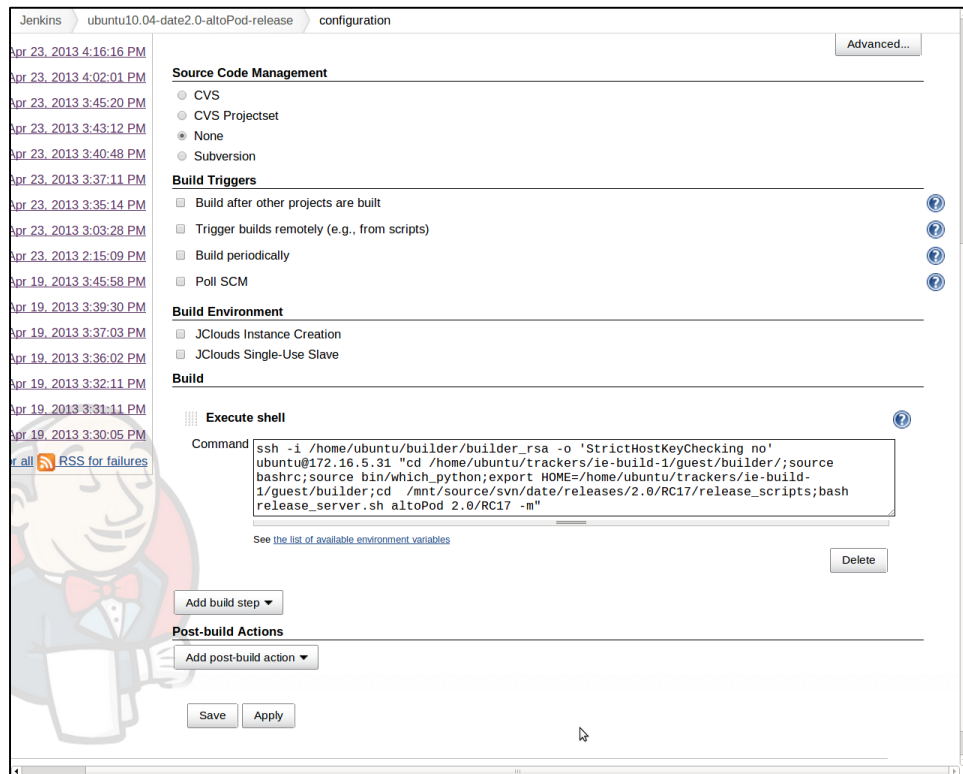 Jenkins ubuntu10.04-date2.0-altoPod-release configuration
Apr 23, 2013 4:16:16 PM
Apr 23, 2013 4:02:01 PM
Apr 23, 2013 3:45:20 PM
Apr 23, 2013 3:43:12 PM
Apr 23, 2013 3:40:48 PM
Apr 23, 2013 3:37:11 PM
Apr 23, 2013 3:35:14 PM
Apr 23, 2013 3:03:28 PM
Apr 23, 2013 2:15:09 PM
Apr 19, 2013 3:45:58 PM
Apr 19, 2013 3:39:30 PM
Apr 19, 2013 3:37:03 PM
Apr 19, 2013 3:36:02 PM
Apr 19, 2013 3:32:11 PM
Apr 19, 2013 3:31:11 PM
Apr 19, 2013 3:30:05 PM
or all RSS for failures
Advanced...
Source Code Management
CVS
CVS Projectset
None
Subversion
Build Triggers
Build after other projects are built
Trigger builds remotely (e.g., from scripts)
Build periodically
Poll SCM
Build Environment
JClouds Instance Creation
JClouds Single-Use Slave
Build
Execute shell
Command
ssh -i /home/ubuntu/builder/builder_rsa -o 'StrictHostKeyChecking no'
ubuntu@172.16.5.31 "cd /home/ubuntu/trackers/ie-build-1/guest/builder/;source
bashrc;source bin/which_python;export HOME=/home/ubuntu/trackers/ie-build-
1/guest/builder;cd  /mnt/source/svn/date/releases/2.0/RC17/release_scripts;bash
release_server.sh altoPod 2.0/RC17 -m"
See the list of available environment variables
Delete
Add build step
Post-build Actions
Add post-build action
Save Apply